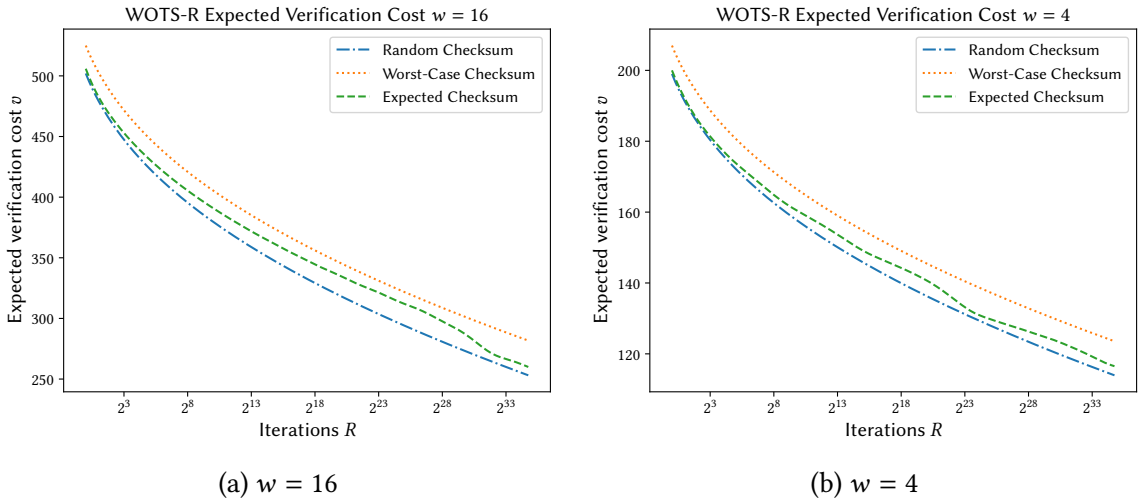 WOTS-R Expected Verification Cost w = 16
Random Checksum
Worst-Case Checksum
Expected Checksum
Expected verification cost v
500
450
400
350
300
250
2^3 2^8 2^13 2^18 2^23 2^28 2^33
Iterations R
(a) w = 16
WOTS-R Expected Verification Cost w = 4
Random Checksum
Worst-Case Checksum
Expected Checksum
Expected verification cost v
200
180
160
140
120
2^3 2^8 2^13 2^18 2^23 2^28 2^33
Iterations R
(b) w = 4